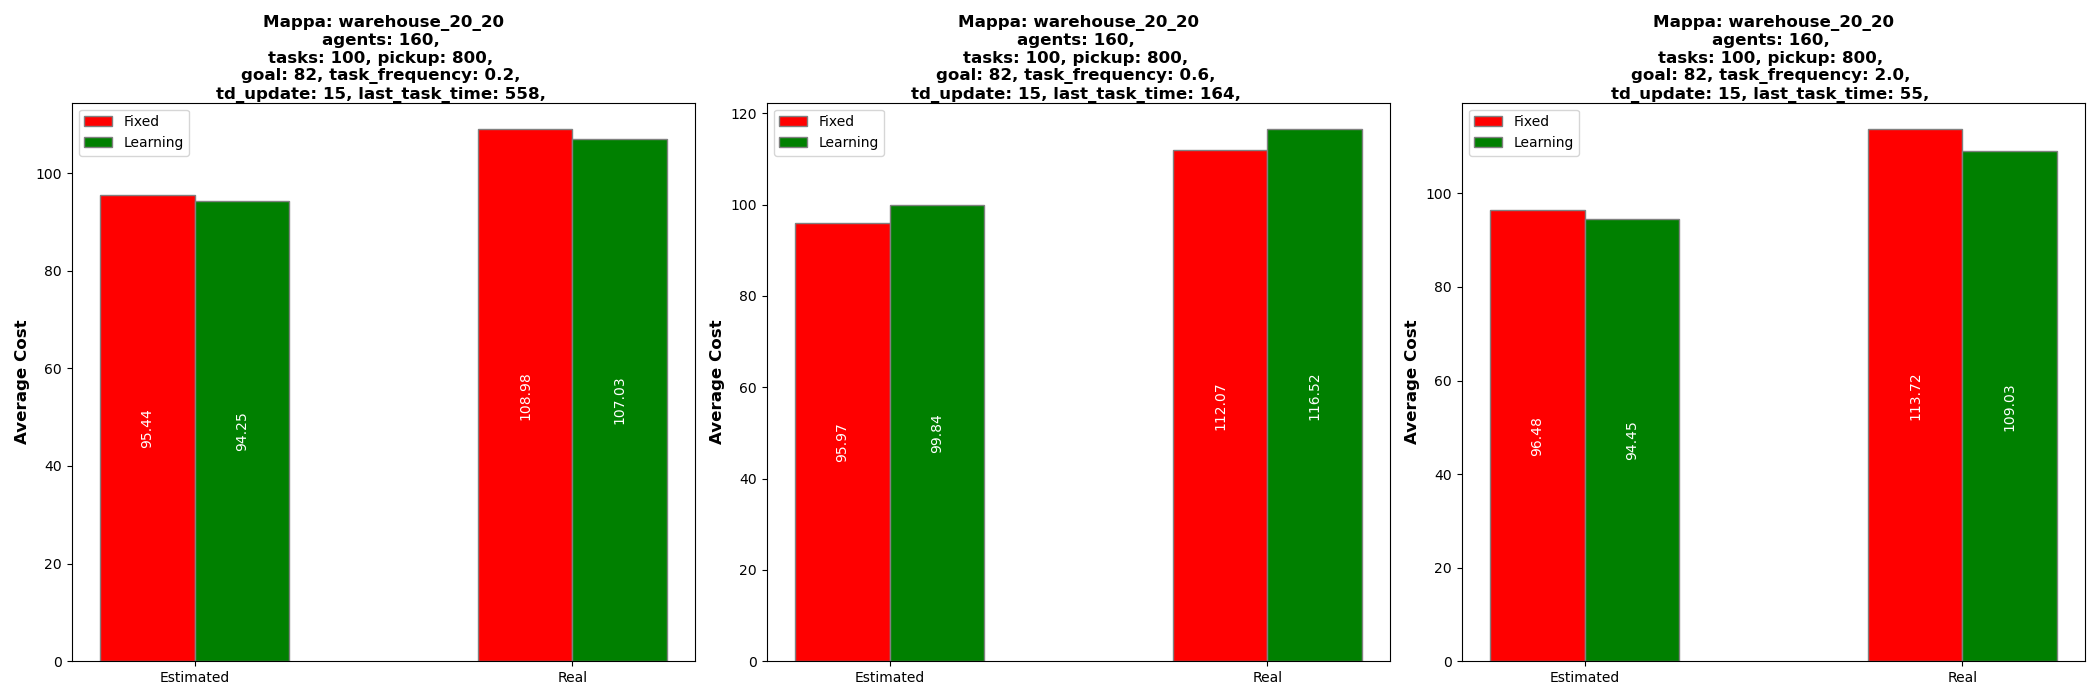 Mappa: warehouse_20_20
agents: 160,
tasks: 100, pickup: 800,
goal: 82, task_frequency: 0.2,
td_update: 15, last_task_time: 558,
Fixed
Learning
Average Cost
100
80
60
40
20
0
95.44
94.25
108.98
107.03
Estimated
Real
Mappa: warehouse_20_20
agents: 160,
tasks: 100, pickup: 800,
goal: 82, task_frequency: 0.6,
td_update: 15, last_task_time: 164,
Fixed
Learning
Average Cost
120
100
80
60
40
20
0
95.97
99.84
112.07
116.52
Estimated
Real
Mappa: warehouse_20_20
agents: 160,
tasks: 100, pickup: 800,
goal: 82, task_frequency: 2.0,
td_update: 15, last_task_time: 55,
Fixed
Learning
Average Cost
100
80
60
40
20
0
96.48
94.45
113.72
109.03
Estimated
Real